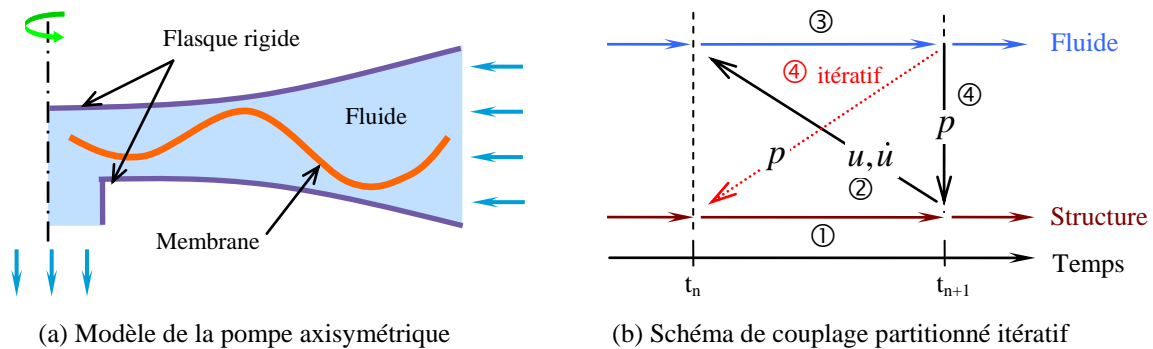 Flasque rigide
Fluide
Membrane
(a) Modèle de la pompe axisymétrique
③
Fluide
④ itératif
④
p
p
u, u̇
②
Structure
①
Temps
tₙ
tₙ₊₁
(b) Schéma de couplage partitionné itératif